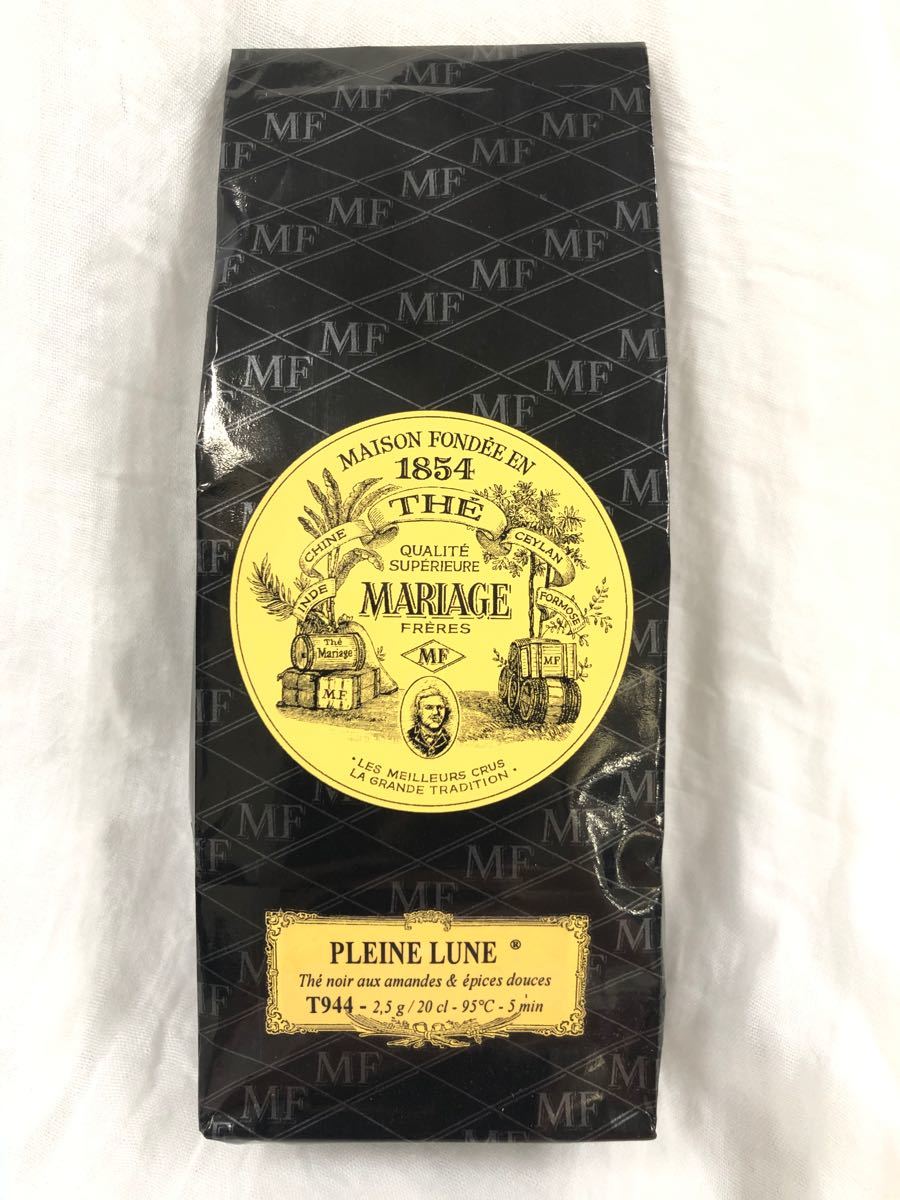 MAISON FONDÉE EN
1854
THÉ
CHINE
CEYLAN
INDE
FORMOSE
QUALITÉ
SUPÉRIEURE
MARIAGE
FRÈRES
MF
Thé
Mariage
M.F
MF
· LES MEILLEURS CRUS
LA GRANDE TRADITION ·
PLEINE LUNE ®
Thé noir aux amandes & épices douces
T944 - 2,5 g / 20 cl - 95°C - 5 min